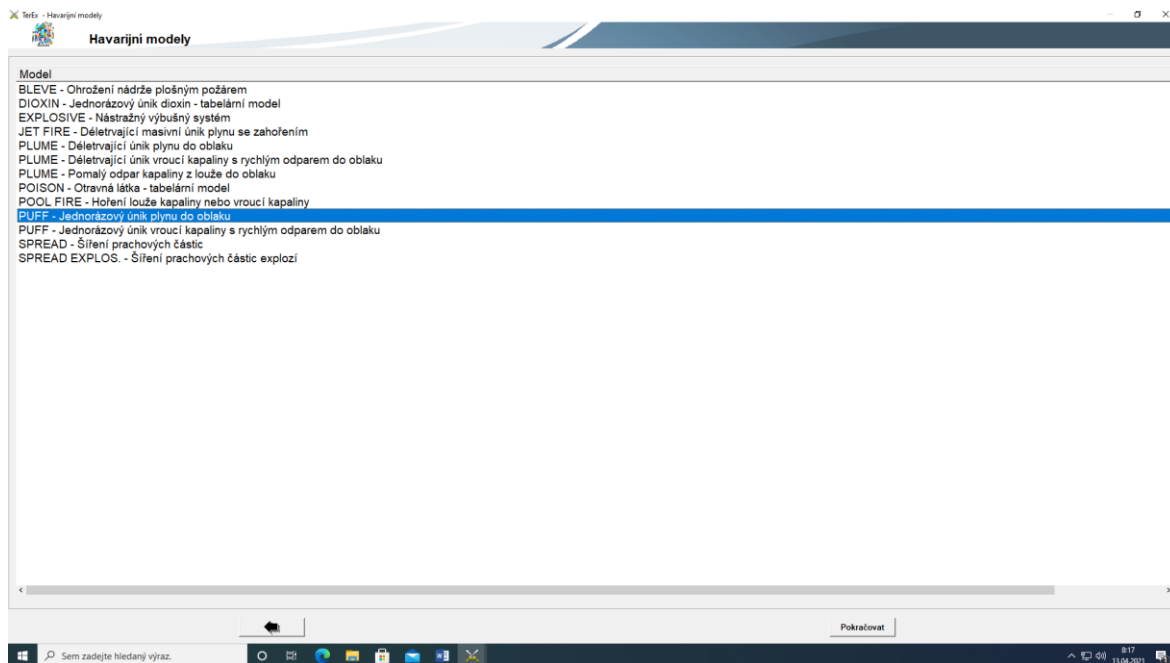 TerEx - Havarijní modely
Havarijní modely
Model
BLEVE - Ohrožení nádrže plošným požárem
DIOXIN - Jednorázový únik dioxin - tabelární model
EXPLOSIVE - Nástražný výbušný systém
JET FIRE - Déletrvající masivní únik plynu se zahořením
PLUME - Déletrvající únik plynu do oblaku
PLUME - Déletrvající únik vroucí kapaliny s rychlým odparem do oblaku
PLUME - Pomalý odpar kapaliny z louže do oblaku
POISON - Otravná látka - tabelární model
POOL FIRE - Hoření louže kapaliny nebo vroucí kapaliny
PUFF - Jednorázový únik plynu do oblaku
PUFF - Jednorázový únik vroucí kapaliny s rychlým odparem do oblaku
SPREAD - Šíření prachových částic
SPREAD EXPLOS. - Šíření prachových částic explozí
Pokračovat
Sem zadejte hledaný výraz.
8:17
13.04.2021